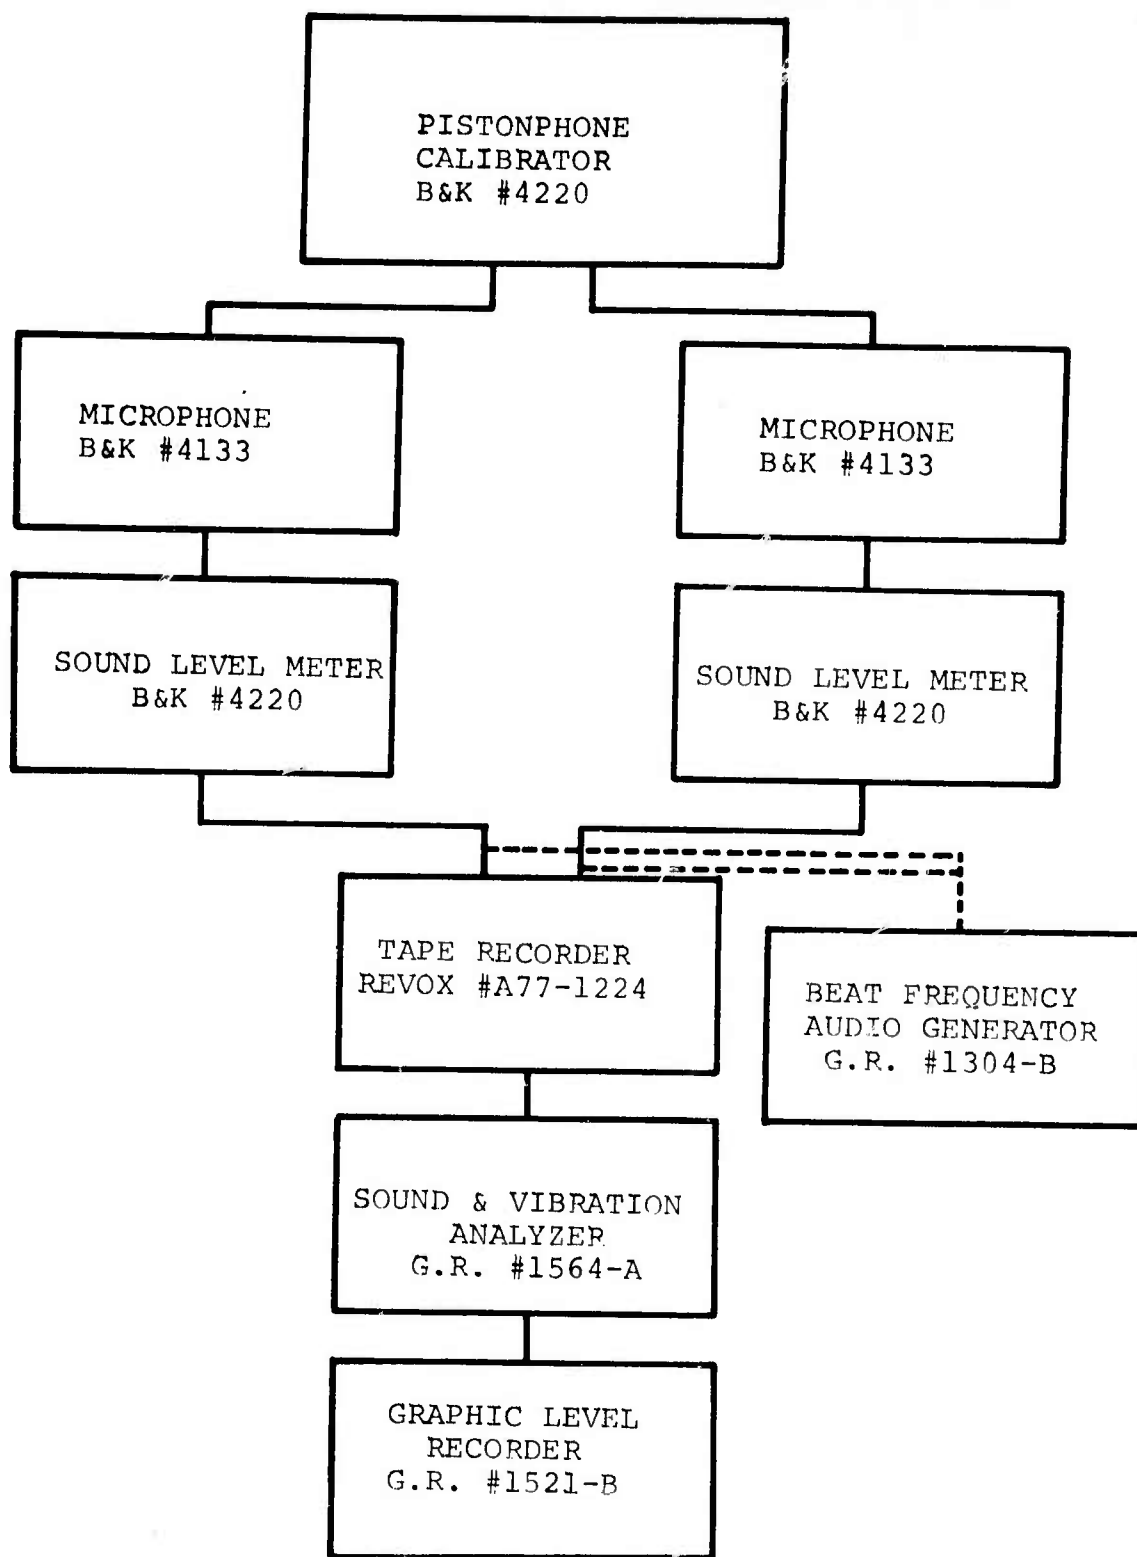 PISTONPHONE
CALIBRATOR
B&K #4220
MICROPHONE
B&K #4133
MICROPHONE
B&K #4133
SOUND LEVEL METER
B&K #4220
SOUND LEVEL METER
B&K #4220
TAPE RECORDER
REVOX #A77-1224
BEAT FREQUENCY
AUDIO GENERATOR
G.R. #1304-B
SOUND & VIBRATION
ANALYZER
G.R. #1564-A
GRAPHIC LEVEL
RECORDER
G.R. #1521-B